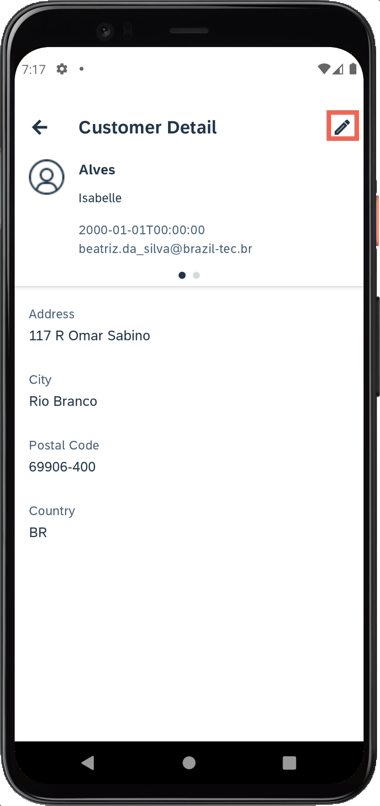 7:17
Customer Detail
Alves
Isabelle
2000-01-01T00:00:00
beatriz.da_silva@brazil-tec.br
Address
117 R Omar Sabino
City
Rio Branco
Postal Code
69906-400
Country
BR